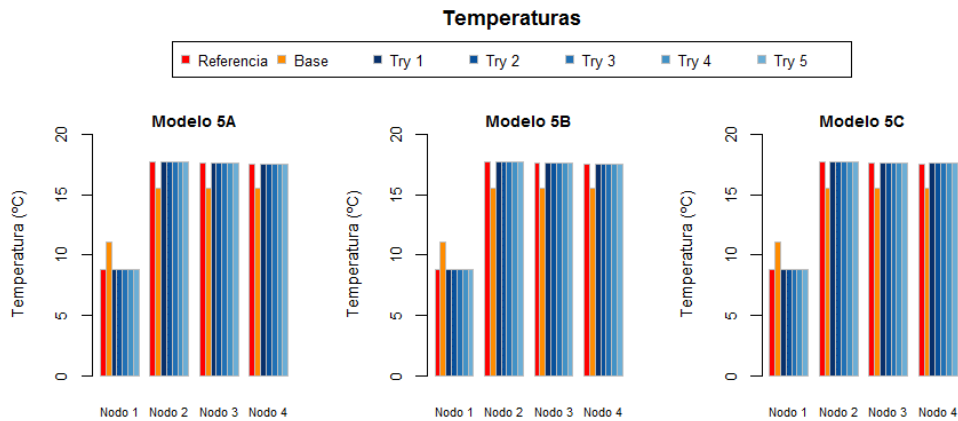 Temperaturas
Referencia Base Try 1 Try 2 Try 3 Try 4 Try 5
Modelo 5A
Temperatura (ºC)
20
15
10
5
0
Nodo 1 Nodo 2 Nodo 3 Nodo 4
Modelo 5B
Temperatura (ºC)
20
15
10
5
0
Nodo 1 Nodo 2 Nodo 3 Nodo 4
Modelo 5C
Temperatura (ºC)
20
15
10
5
0
Nodo 1 Nodo 2 Nodo 3 Nodo 4